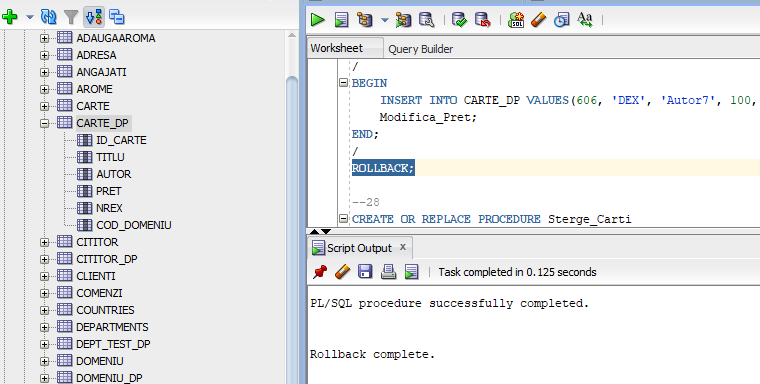 ADAUGAAROMA
ADRESA
ANGAJATI
AROME
CARTE
CARTE_DP
ID_CARTE
TITLU
AUTOR
PRET
NREX
COD_DOMENIU
CITITOR
CITITOR_DP
CLIENTI
COMENZI
COUNTRIES
DEPARTMENTS
DEPT_TEST_DP
DOMENIU
DOMENIU_DP
SQL
Aa
Worksheet
Query Builder
/
BEGIN
INSERT INTO CARTE_DP VALUES(606, 'DEX', 'Autor7', 100,
Modifica_Pret;
END;
/
ROLLBACK;
--28
CREATE OR REPLACE PROCEDURE Sterge_Carti
Script Output x
Task completed in 0.125 seconds
PL/SQL procedure successfully completed.
Rollback complete.